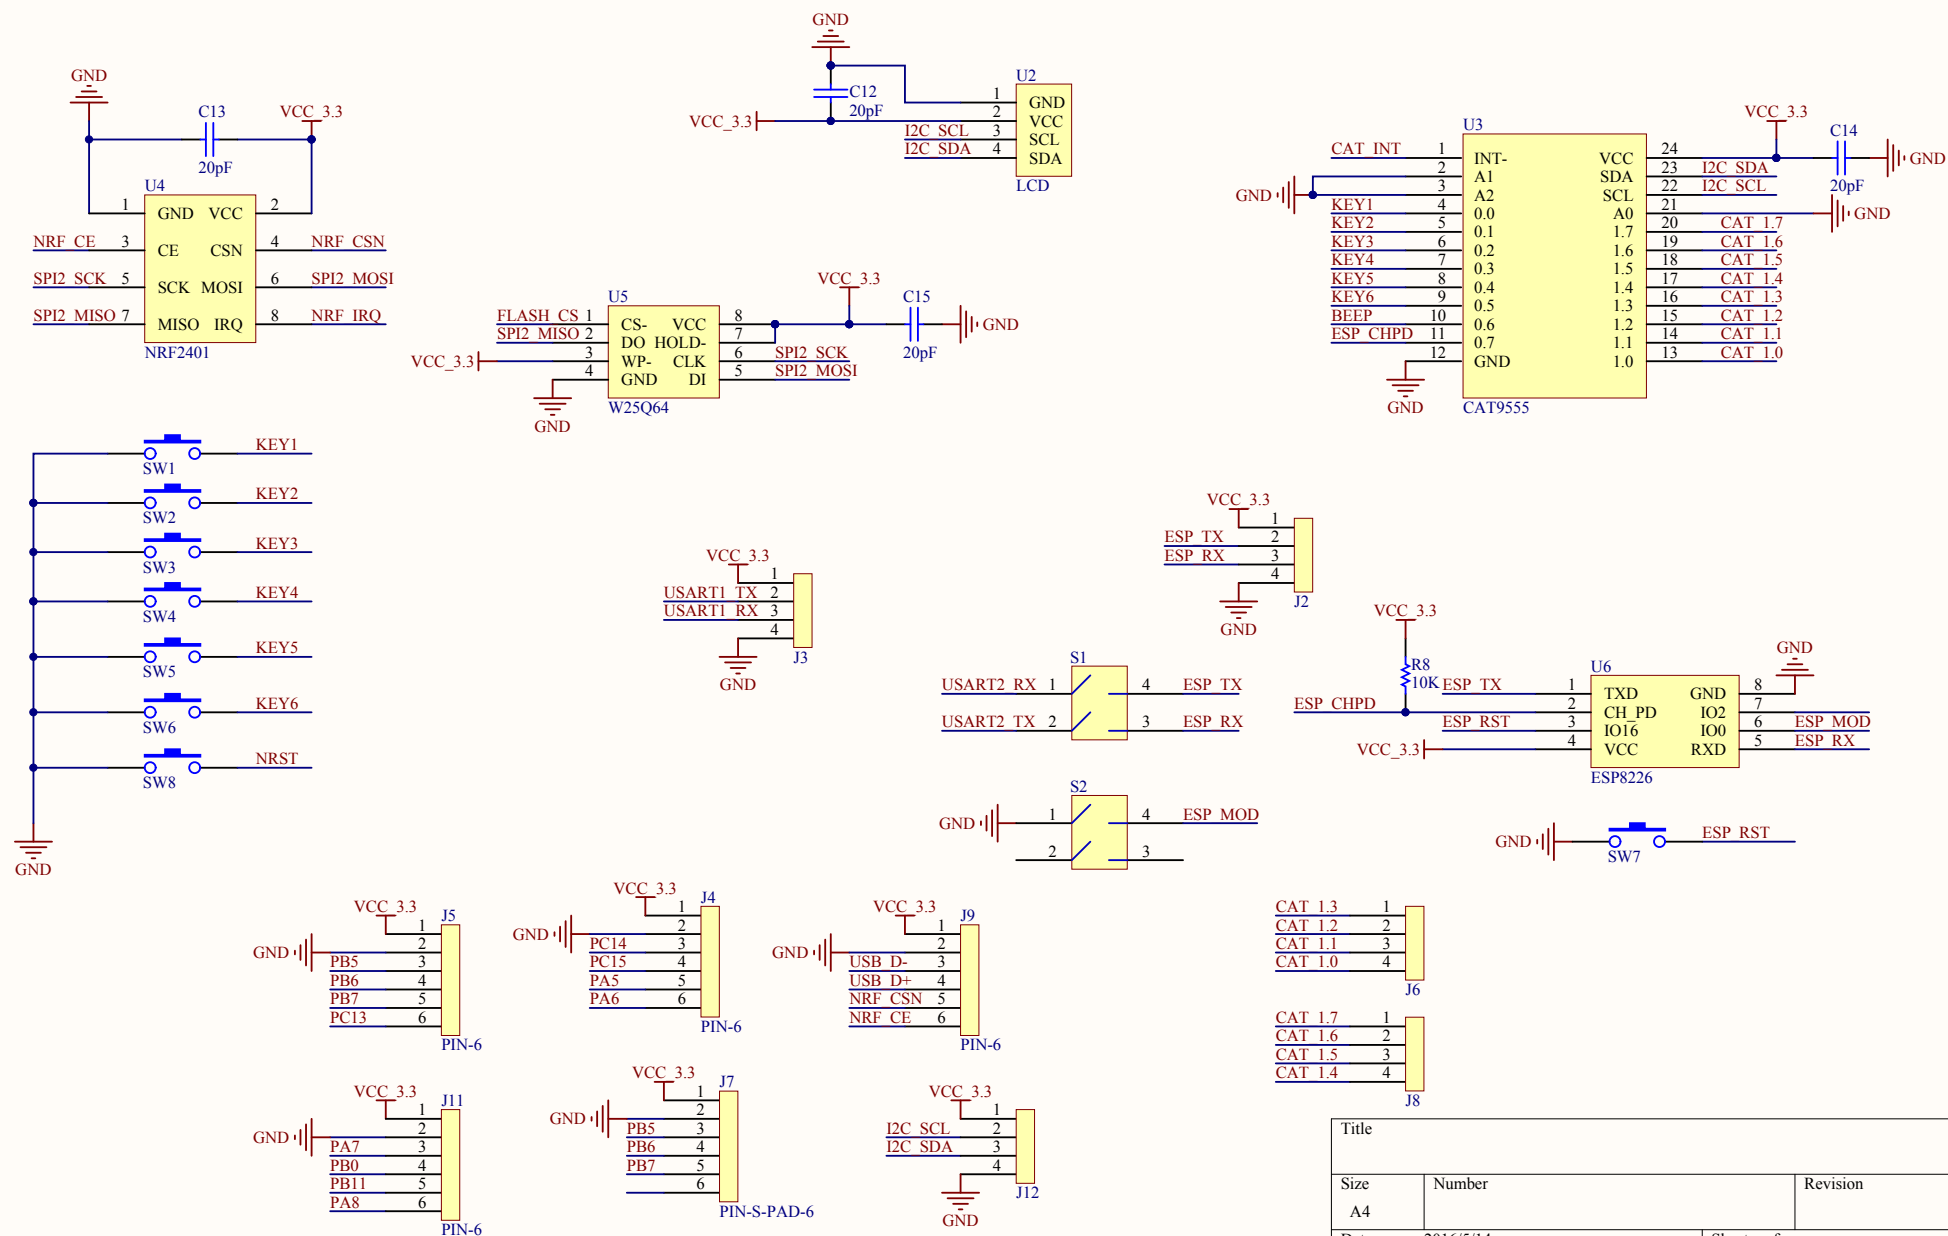 GND
C13
VCC_3.3
20pF
U4
1 GND VCC 2
NRF_CE 3 CE CSN 4 NRF_CSN
SPI2_SCK 5 SCK MOSI 6 SPI2_MOSI
SPI2_MISO 7 MISO IRQ 8 NRF_IRQ
NRF2401
GND
C12
20pF
VCC_3.3
U2
1 GND
2 VCC
I2C_SCL 3 SCL
I2C_SDA 4 SDA
LCD
U3
VCC_3.3
C14
20pF
GND
CAT_INT 1 INT- VCC 24
2 A1 SDA 23 I2C_SDA
GND 3 A2 SCL 22 I2C_SCL
KEY1 4 0.0 A0 21 GND
KEY2 5 0.1 1.7 20 CAT_1.7
KEY3 6 0.2 1.6 19 CAT_1.6
KEY4 7 0.3 1.5 18 CAT_1.5
KEY5 8 0.4 1.4 17 CAT_1.4
KEY6 9 0.5 1.3 16 CAT_1.3
BEEP 10 0.6 1.2 15 CAT_1.2
ESP_CHPD 11 0.7 1.1 14 CAT_1.1
12 GND 1.0 13 CAT_1.0
GND
CAT9555
U5
VCC_3.3
C15
20pF
GND
FLASH_CS 1 CS- VCC 8
SPI2_MISO 2 DO HOLD- 7
VCC_3.3 3 WP- CLK 6 SPI2_SCK
4 GND DI 5 SPI2_MOSI
GND
W25Q64
SW1 KEY1
SW2 KEY2
SW3 KEY3
SW4 KEY4
SW5 KEY5
SW6 KEY6
SW8 NRST
GND
VCC_3.3
1
USART1_TX 2
USART1_RX 3
4
GND
J3
VCC_3.3
1
ESP_TX 2
ESP_RX 3
4
GND
J2
S1
USART2_RX 1 4 ESP_TX
USART2_TX 2 3 ESP_RX
S2
GND 1 4 ESP_MOD
2 3
VCC_3.3
R8
10K
U6
GND
ESP_TX 1 TXD GND 8
ESP_CHPD 2 CH_PD IO2 7
ESP_RST 3 IO16 IO0 6 ESP_MOD
VCC_3.3 4 VCC RXD 5 ESP_RX
ESP8226
GND SW7 ESP_RST
VCC_3.3 J5
1
GND 2
PB5 3
PB6 4
PB7 5
PC13 6
PIN-6
VCC_3.3 J4
1
GND 2
PC14 3
PC15 4
PA5 5
PA6 6
PIN-6
VCC_3.3 J9
1
GND 2
USB_D- 3
USB_D+ 4
NRF_CSN 5
NRF_CE 6
PIN-6
CAT_1.3 1
CAT_1.2 2
CAT_1.1 3
CAT_1.0 4
J6
CAT_1.7 1
CAT_1.6 2
CAT_1.5 3
CAT_1.4 4
J8
VCC_3.3 J11
1
GND 2
PA7 3
PB0 4
PB11 5
PA8 6
PIN-6
VCC_3.3 J7
1
GND 2
PB5 3
PB6 4
PB7 5
6
PIN-S-PAD-6
VCC_3.3
1
I2C_SCL 2
I2C_SDA 3
4
GND
J12
Title
Size Number Revision
A4
2016/5/14